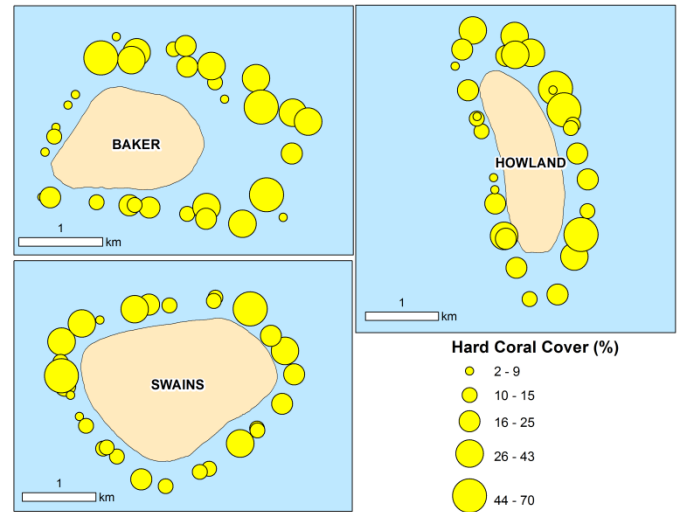 BAKER
1
km
HOWLAND
1
km
SWAINS
1
km
Hard Coral Cover (%)
2 - 9
10 - 15
16 - 25
26 - 43
44 - 70